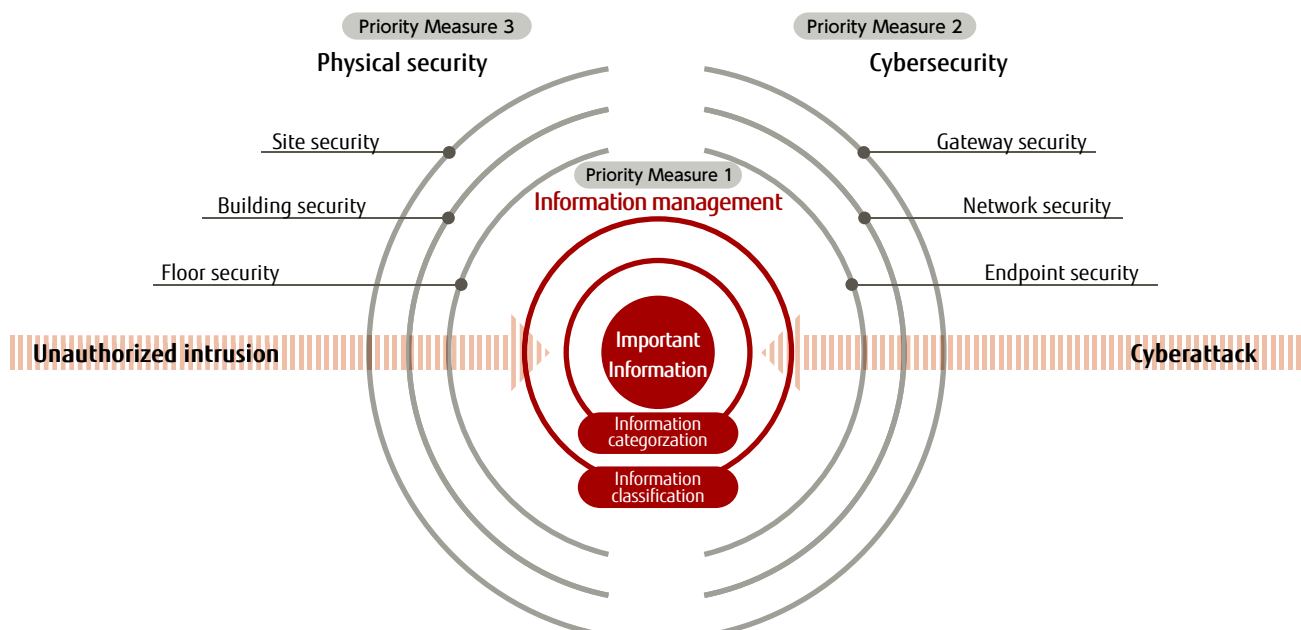 Priority Measure 3
Physical security
Priority Measure 2
Cybersecurity
Site security
Building security
Floor security
Gateway security
Network security
Endpoint security
Priority Measure 1
Information management
Unauthorized intrusion
Important
Information
Cyberattack
Information
categorzation
Information
classification